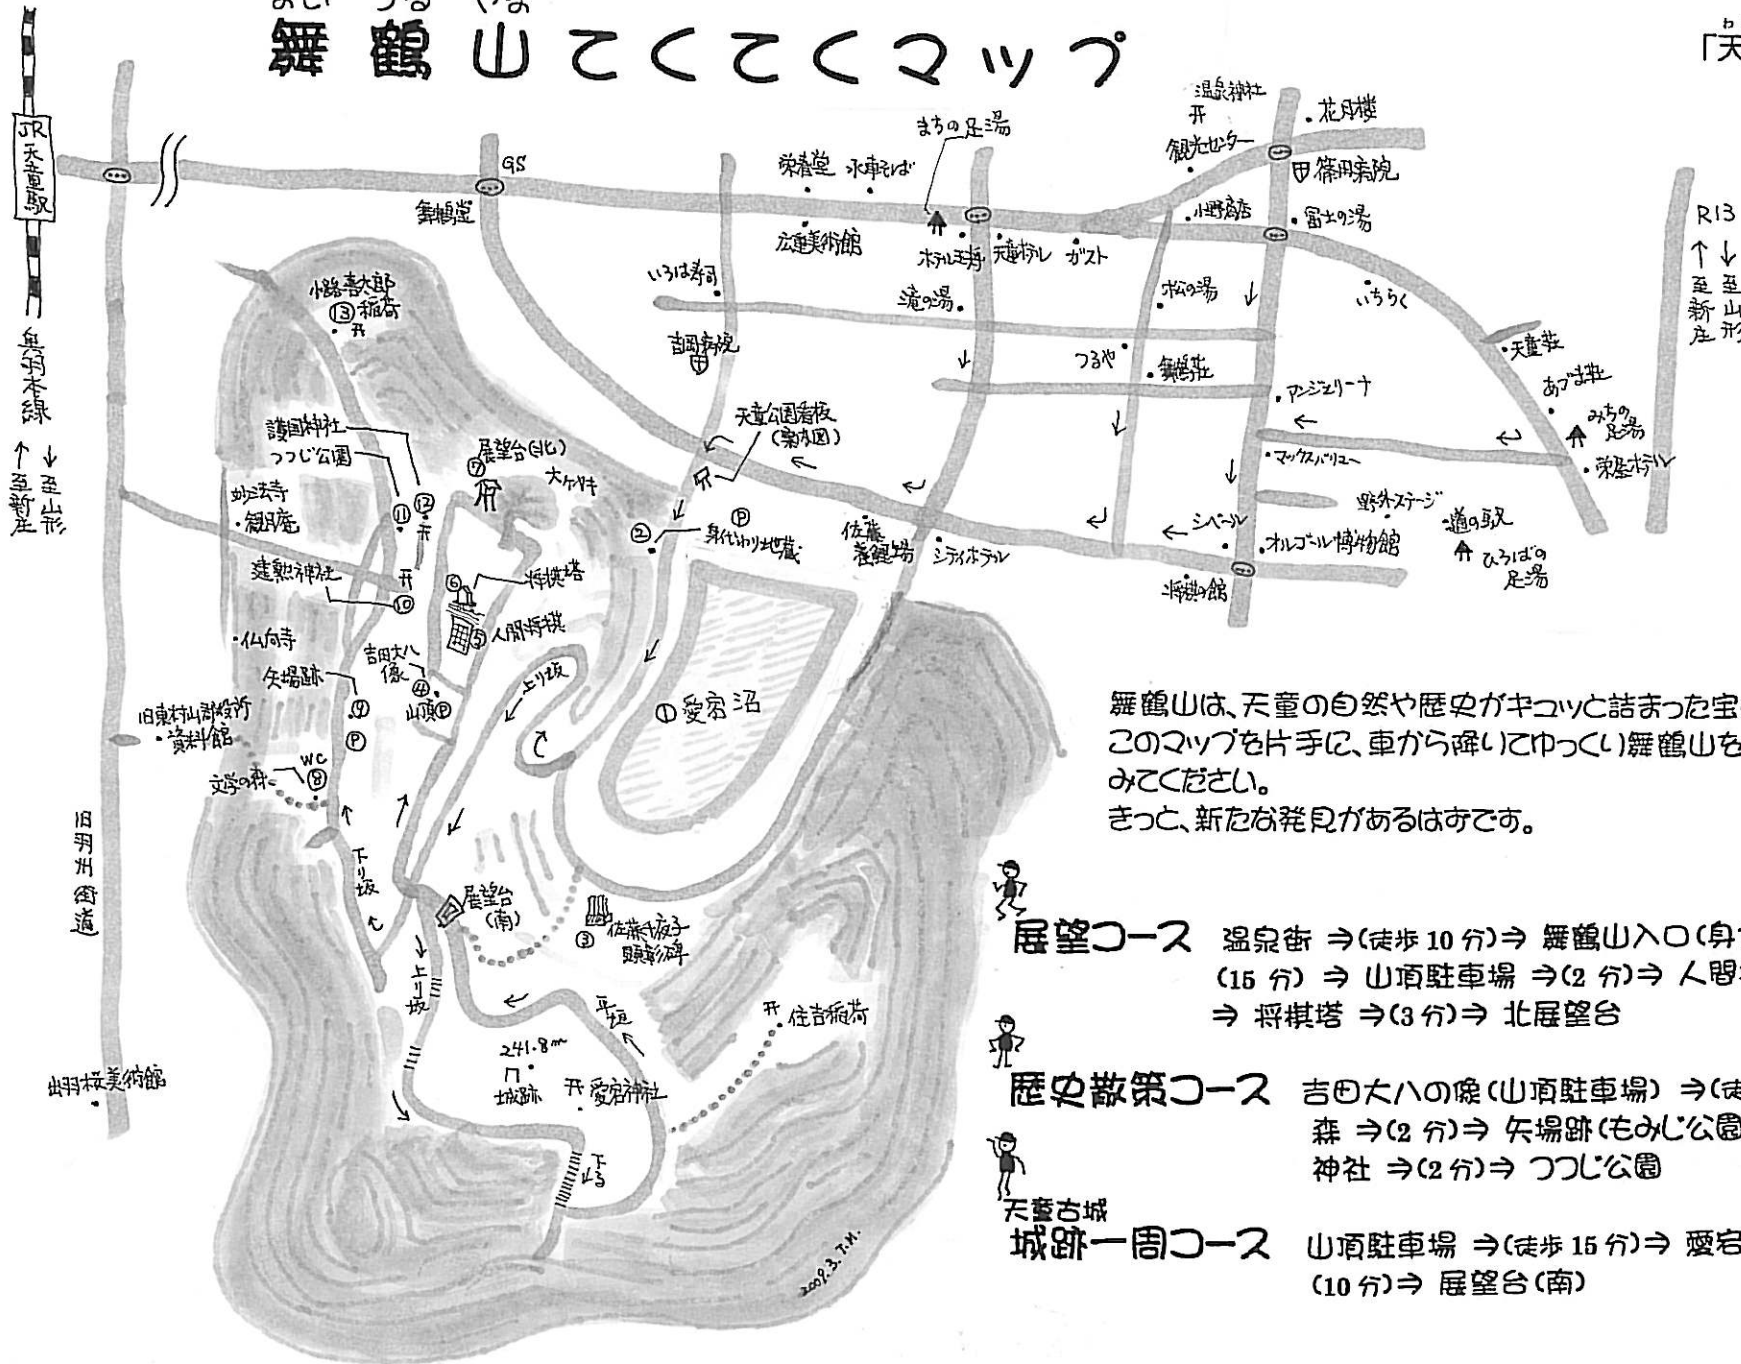 舞鶴山てくてくマップ
「天
JR天童駅
奥羽本線
↑至新庄
↓至山形
旧羽州街道
GS
舞鶴堂
栄春堂
水車そば
まちの足湯
広重美術館
ホテル王将
天童ホテル
ガスト
温泉神社
観光センター
花月楼
篠田病院
小野商店
冨士の湯
R13
↑至新庄
↓至山形
いろは寿司
滝の湯
松の湯
いちらく
吉岡病院
つるや
舞鶴荘
アンジェリーナ
天童荘
あづま荘
みちの足湯
栄屋ホテル
マックスバリュー
野外ステージ
シベール
オルゴール博物館
道の駅
ひろばの足湯
将棋の館
シティホテル
佐藤養鯉場
天童公園看板
(案内図)
② 身代わり地蔵
Ⓟ
① 愛宕沼
小路喜太郎
⑬稲荷
護国神社
⑫
つつじ公園
⑪
妙法寺
・観月庵
建勲神社
⑩
・仏向寺
展望台(北)
⑦
大ケヤキ
⑥ 将棋塔
⑤ 人間将棋
吉田大八像
④
山頂Ⓟ
矢場跡
⑨
Ⓟ
旧東村山郡役所
・資料館
文学の森
WC
⑧
上り坂
下り坂
展望台
(南)
③ 佐藤千夜子
顕彰碑
上り坂
平坦
住吉稲荷
241.8m
城跡
愛宕神社
下る
出羽桜美術館
2009.3.T.M.
舞鶴山は、天童の自然や歴史がギュッと詰まった宝
このマップを片手に、車から降りてゆっくり舞鶴山を
みてください。
きっと、新たな発見があるはずです。
展望コース 温泉街 ⇒(徒歩 10 分)⇒ 舞鶴山入口(身
(15 分) ⇒ 山頂駐車場 ⇒(2 分)⇒ 人間
⇒ 将棋塔 ⇒(3 分)⇒ 北展望台
歴史散策コース 吉田大八の像(山頂駐車場) ⇒(徒
森 ⇒(2 分)⇒ 矢場跡(もみじ公園
神社 ⇒(2 分)⇒ つつじ公園
天童古城
城跡一周コース 山頂駐車場 ⇒(徒歩 15 分)⇒ 愛宕
(10 分)⇒ 展望台(南)